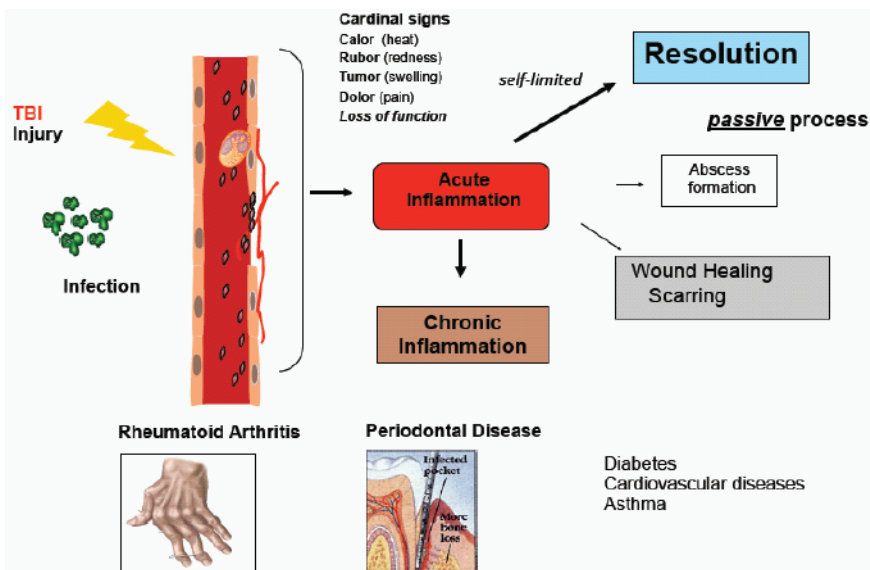 Cardinal signs
Calor (heat)
Rubor (redness)
Tumor (swelling)
Dolor (pain)
Loss of function
self-limited
Resolution
passive process
TBI
Injury
Infection
Acute
Inflammation
Abscess
formation
Wound Healing
Scarring
Chronic
Inflammation
Rheumatoid Arthritis
Periodontal Disease
Infected
pocket
More
bone
loss
Diabetes
Cardiovascular diseases
Asthma